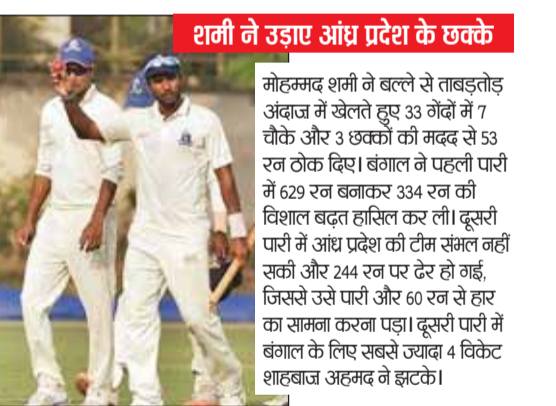 शमी ने उड़ाए आंध्र प्रदेश के छक्के
मोहम्मद शमी ने बल्ले से ताबड़तोड़
अंदाज में खेलते हुए 33 गेंदों में 7
चौके और 3 छक्कों की मदद से 53
रन ठोक दिए। बंगाल ने पहली पारी
में 629 रन बनाकर 334 रन की
विशाल बढ़त हासिल कर ली। दूसरी
पारी में आंध्र प्रदेश की टीम संभल नहीं
सकी और 244 रन पर ढेर हो गई,
जिससे उसे पारी और 60 रन से हार
का सामना करना पड़ा। दूसरी पारी में
बंगाल के लिए सबसे ज्यादा 4 विकेट
शाहबाज अहमद ने झटके।